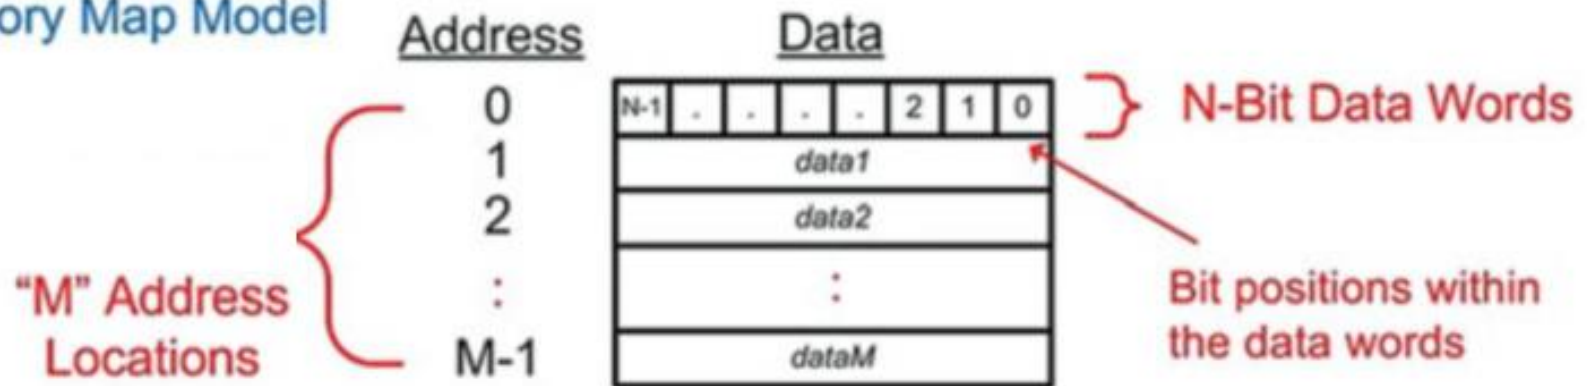 ory Map Model
Address Data
0 N-1 . . . . 2 1 0 N-Bit Data Words
1 data1
2 data2
: :
"M" Address
Locations
M-1 dataM
Bit positions within
the data words